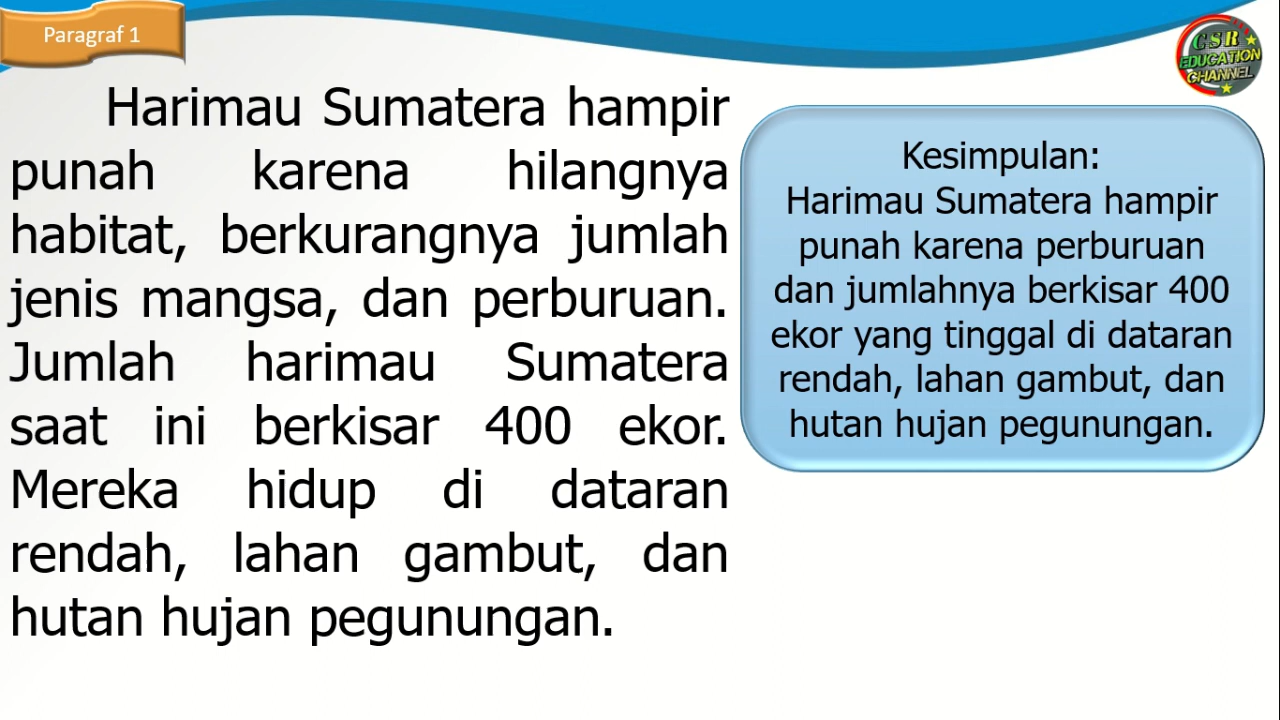 Paragraf 1
GSR
EDUCATION
CHANNEL
Harimau Sumatera hampir
punah karena hilangnya
habitat, berkurangnya jumlah
jenis mangsa, dan perburuan.
Jumlah harimau Sumatera
saat ini berkisar 400 ekor.
Mereka hidup di dataran
rendah, lahan gambut, dan
hutan hujan pegunungan.
Kesimpulan:
Harimau Sumatera hampir
punah karena perburuan
dan jumlahnya berkisar 400
ekor yang tinggal di dataran
rendah, lahan gambut, dan
hutan hujan pegunungan.